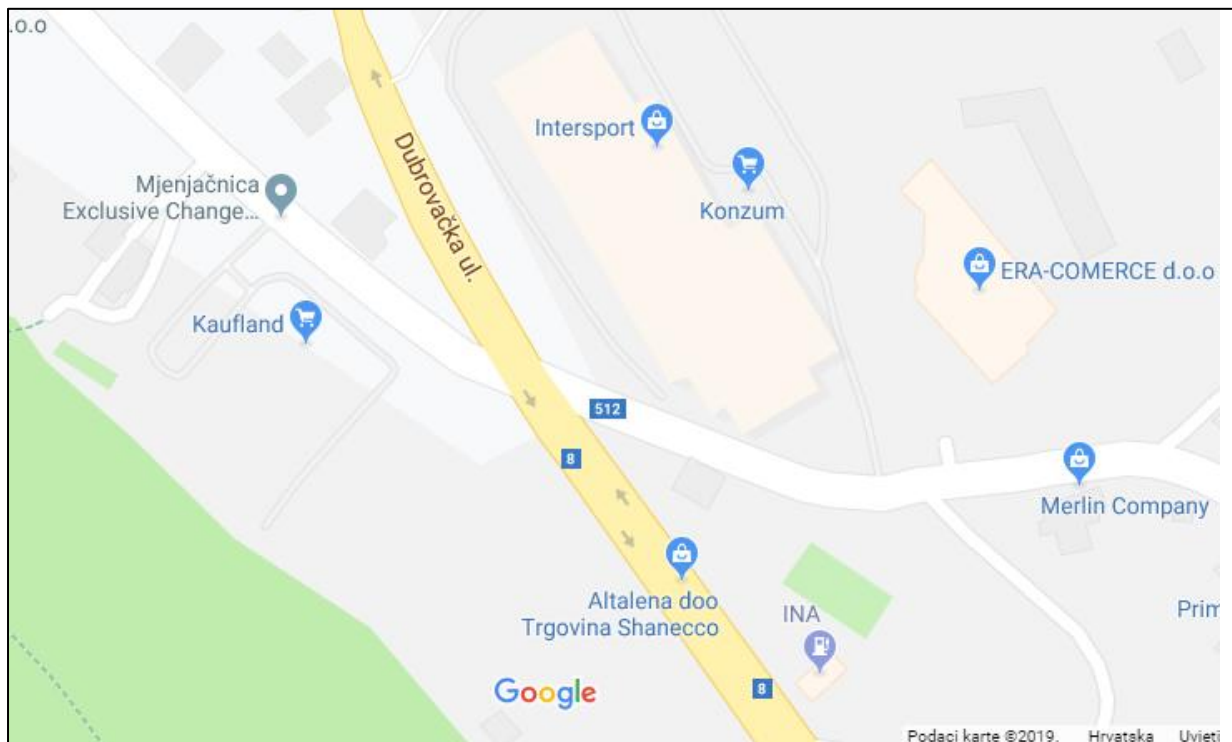 .o.o
Dubrovačka ul.
Intersport
Konzum
Mjenjačnica
Exclusive Change...
ERA-COMERCE d.o.o
Kaufland
512
8
Merlin Company
Altalena doo
Trgovina Shanecco
INA
Prim
8
Google
Podaci karte ©2019. Hrvatska Uvjeti